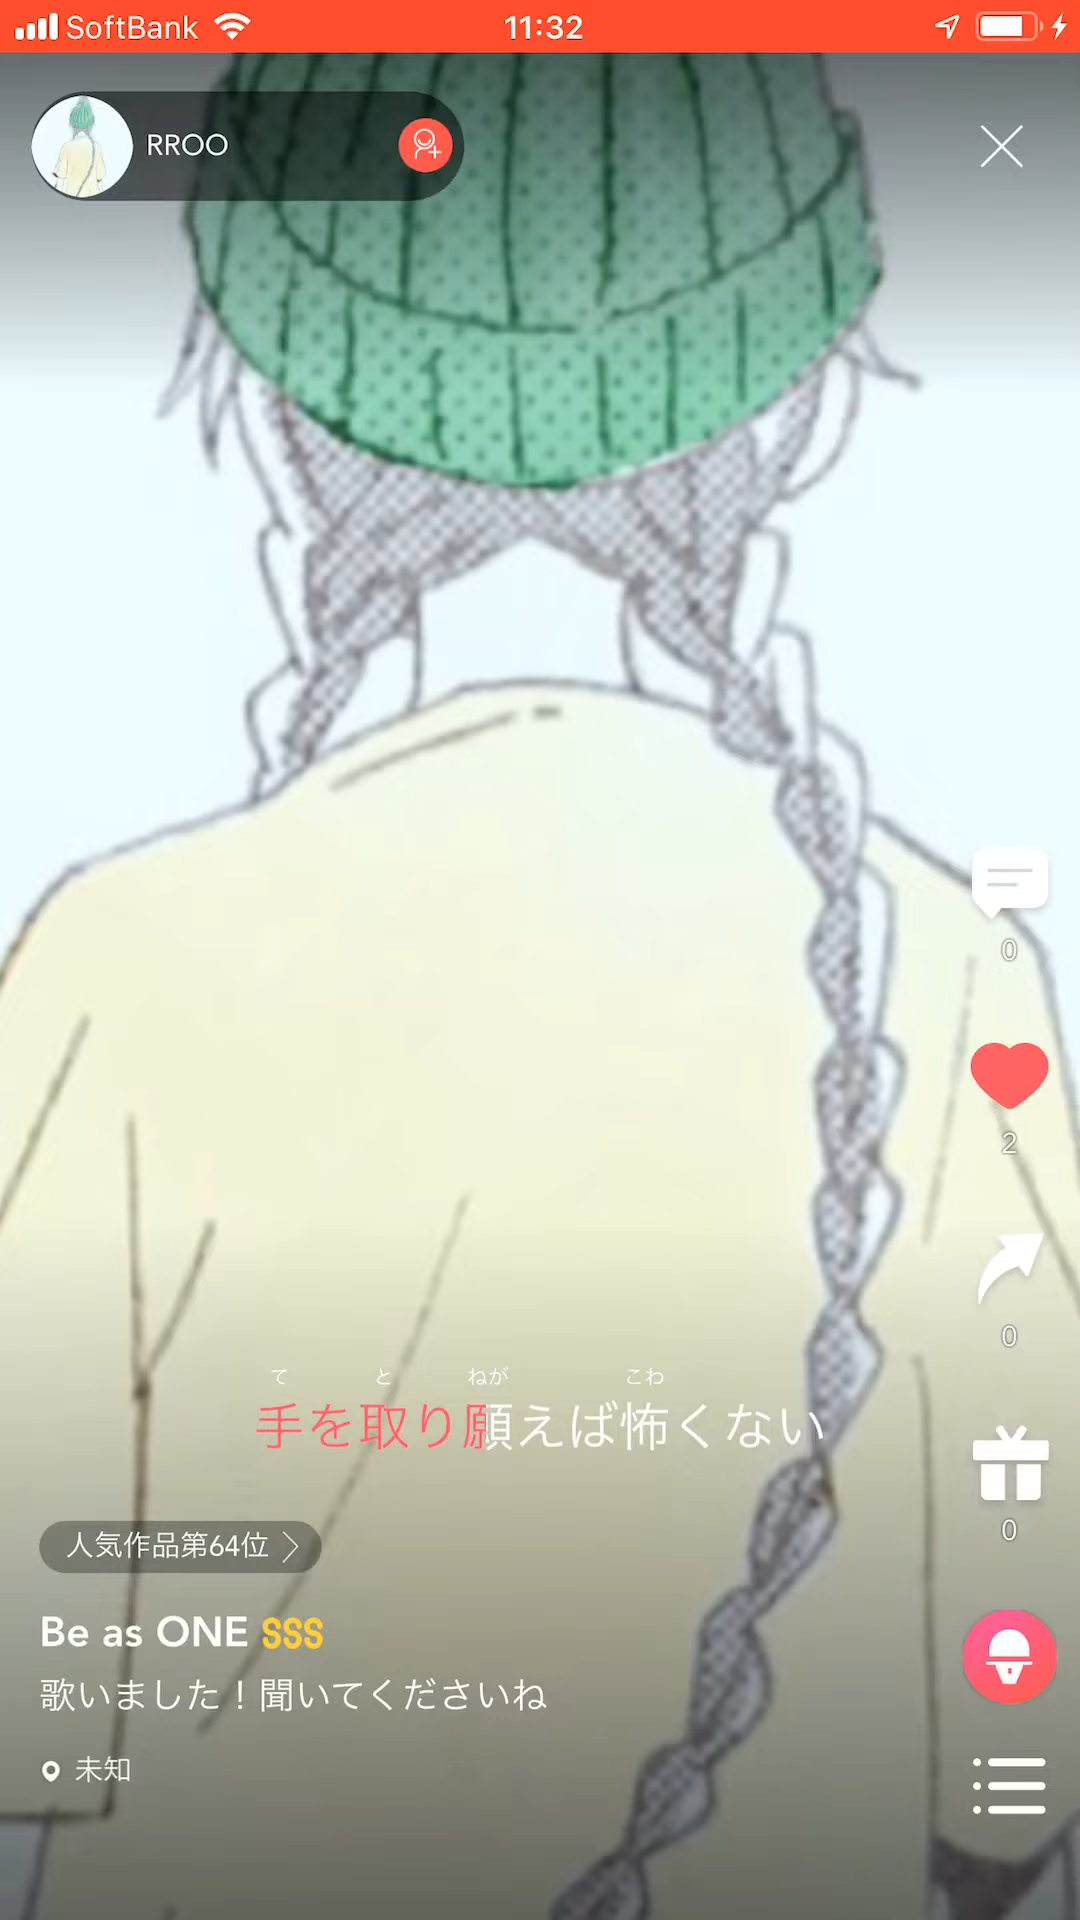 SoftBank 11:32
RROO
0
2
0
て と ねが こわ
手を取り願えば怖くない
0
人気作品第64位
Be as ONE SSS
歌いました！聞いてくださいね
未知